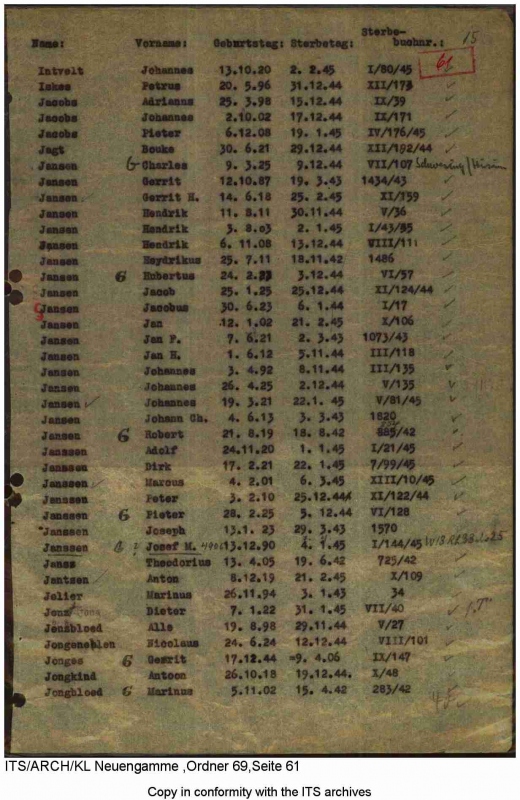 15
Name: Vorname: Geburtstag: Sterbetag: Sterbe-
buchnr.:
61
Intvelt Johannes 13.10.20 2. 2.45 I/80/45
Iskes Petrus 20. 5.96 31.12.44 XII/173
Jacobs Adrianus 25. 3.98 15.12.44 IX/39
Jacobs Johannes 2.10.02 17.12.44 IX/171
Jacobs Pieter 6.12.08 19. 1.45 IV/176/45
Jagt Bouke 30. 6.21 29.12.44 XII/192/44
Jansen G Charles 9. 3.25 9.12.44 VII/107
Jansen Gerrit 12.10.87 19. 3.43 1434/43
Jansen Gerrit H. 14. 6.18 25. 2.45 XI/159
Jansen Hendrik 11. 8.11 30.11.44 V/36
Jansen Hendrik 3. 8.03 2. 1.45 I/43/
Jansen Hendrik 6. 11.08 13.12.44 VIII/111
Jansen Heydrikus 25. 7.11 18.11.42 1486
Jansen G Hubertus 24. 2. 3.12.44 VI/57
Jansen Jacob 25. 1.25 25.12.44 XI/124/44
Jansen Jacobus 30. 6.23 6. 1.44 I/17
Jansen Jan 12. 1.02 21. 2.45 X/106
Jansen Jan F. 7. 6.21 2. 3.43 1073/43
Jansen Jan H. 1. 6.12 5.11.44 III/118
Jansen Johannes 3. 4.92 8.11.44 III/135
Jansen Johannes 26. 4.25 2.12.44 V/135
Jansen Johannes 19. 3.21 22.1. 45 V/81/45
Jansen Johann Ch. 4. 6.13 3. 3.43 1820
Jansen G Robert 21. 8.19 18. 8.42 /42
Janssen Adolf 24.11.20 1. 1.45 I/21/45
Janssen Dirk 17. 2.21 22. 1.45 7/99/45
Janssen Marcus 4. 2.01 6. 3.45 XIII/10/45
Janssen Peter 3. 2.10 25.12.44 XI/122/44
Janssen G Pieter 28. 2.25 5. 12.44 VI/128
Janssen Joseph 13.1. 23 29. 3.43 1570
Janssen Josef M. 13.12.90 4. 1.45 I/144/45
Janss Theodorius 13. 4.05 19. 6.42 725/42
Jentsen Anton 8.12.19 21. 2.45 X/109
Jolier Marinus 26.11.94 3. 1.43 34
Dieter 7. 1.22 31. 1.45 VII/40
Jonsbloed Alle 19. 8.98 29.11.44 V/27
Nicolaus 24. 6.24 12.12.44 VIII/101
Jonges G Gerrit 17.12.44 =9. 4.06 IX/147
Jongkind Antoon 26.10.18 19.12.44. X/48
Jongbloed G Marinus 5.11.02 15. 4.42 283/42
ITS/ARCH/KL Neuengamme ,Ordner 69,Seite 61
Copy in conformity with the ITS archives